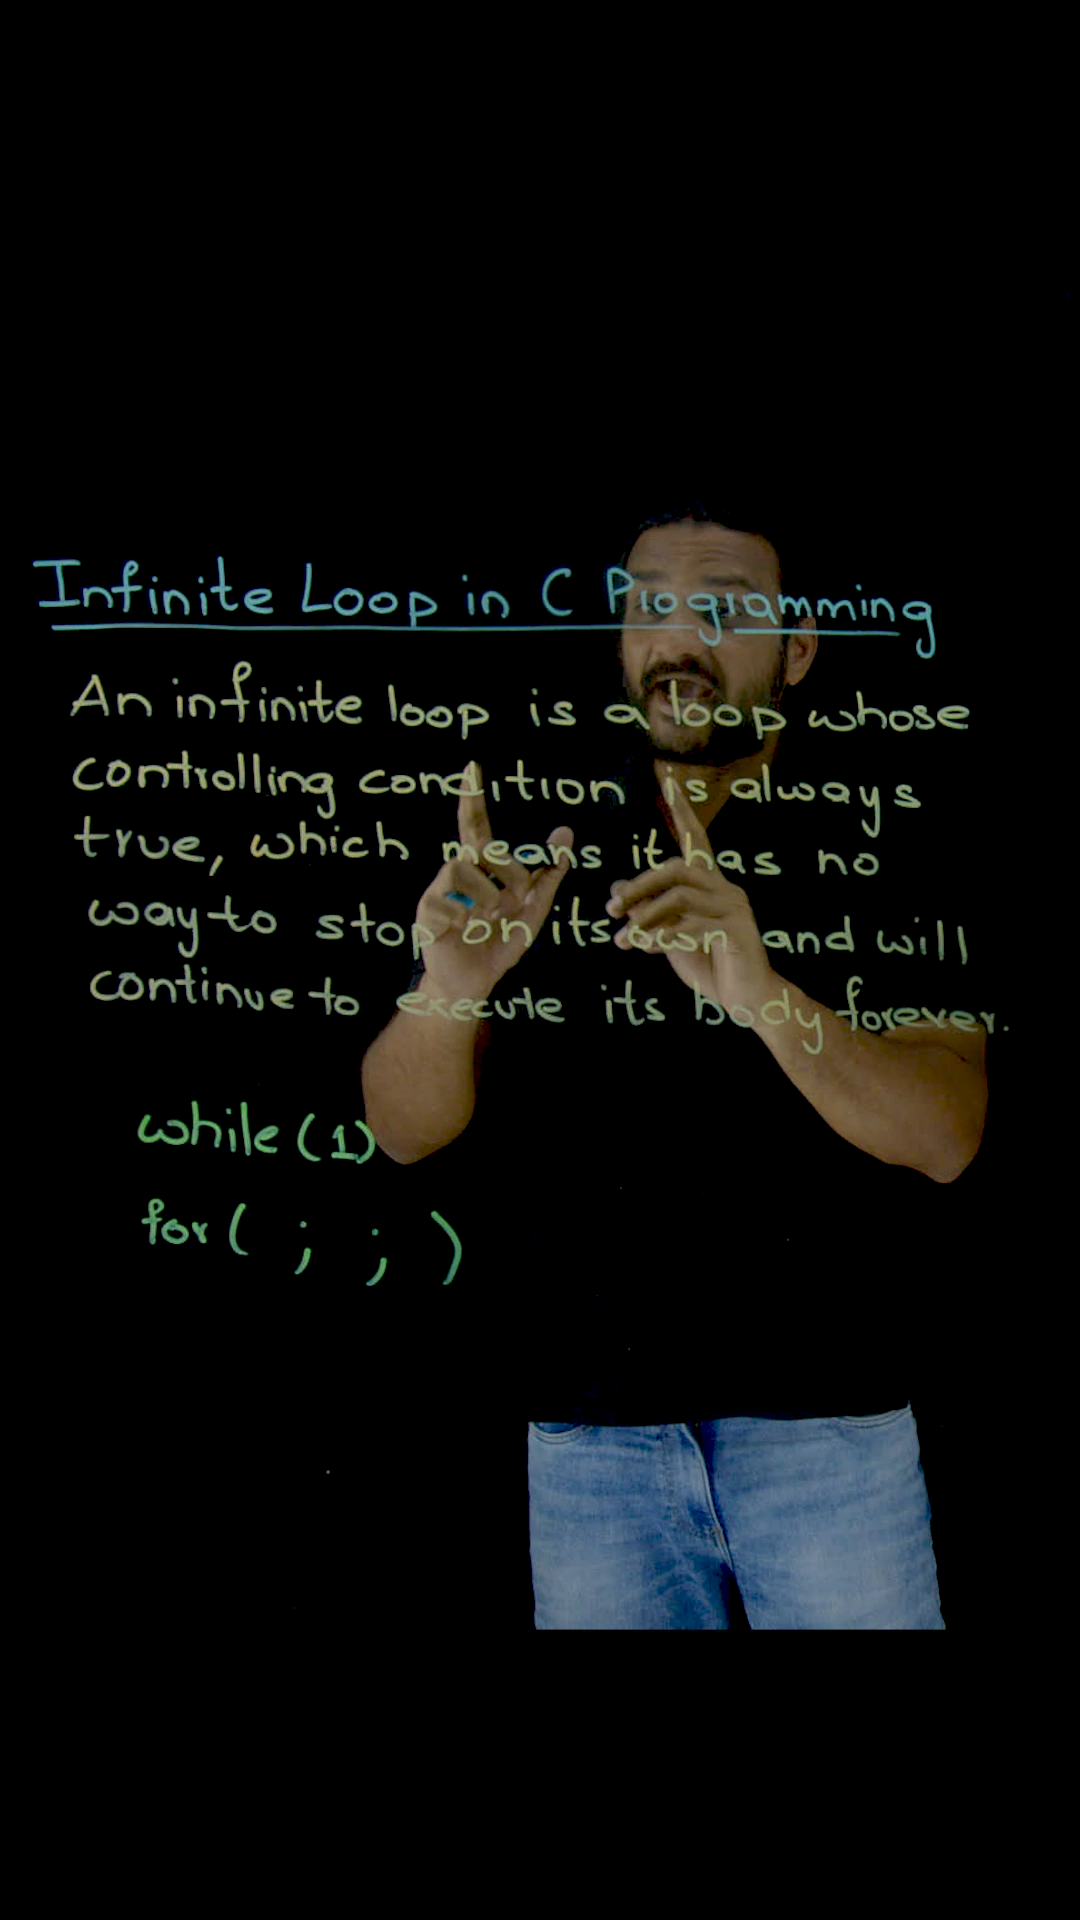 Infinite Loop in C Programming
An infinite loop is a loop whose
controlling condition is always
true, which means it has no
way to stop on its own and will
continue to execute its body forever.
while (1)
for ( ; ; )